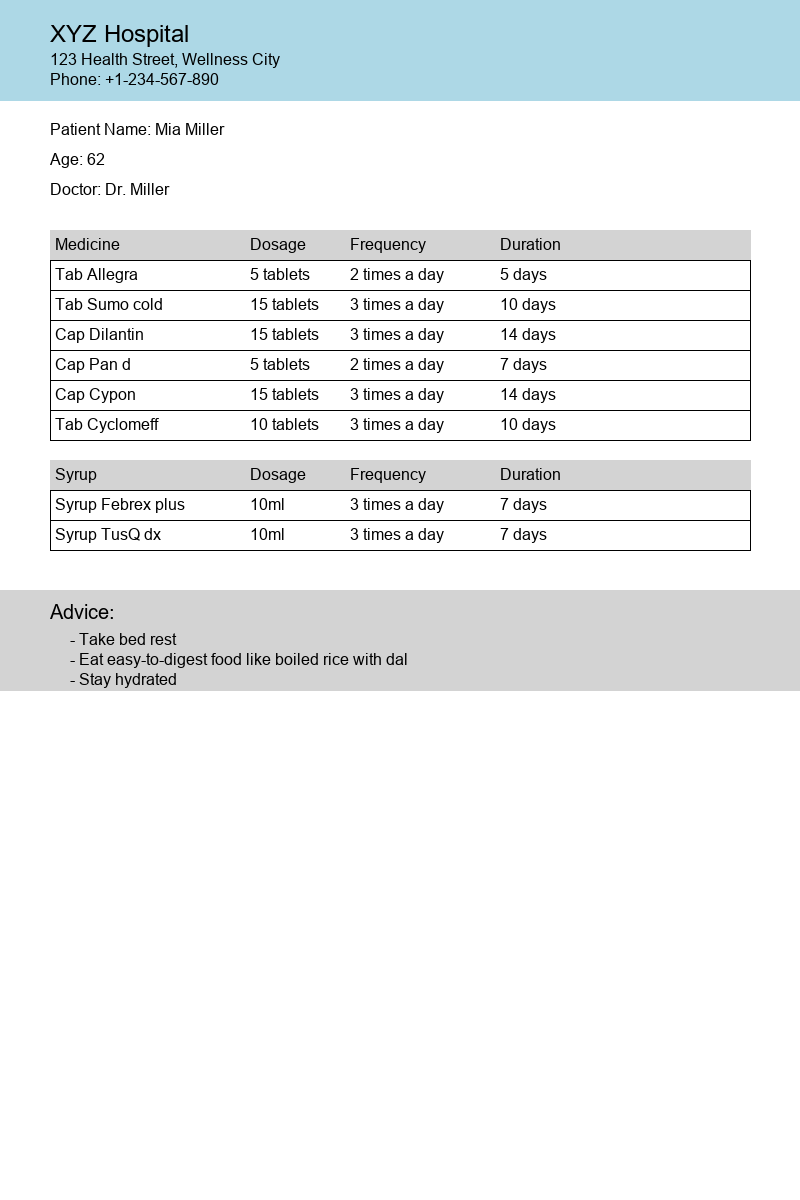 XYZ Hospital
123 Health Street, Wellness City
Phone: +1-234-567-890
Patient Name: Mia Miller
Age: 62
Doctor: Dr. Miller
Medicine Dosage Frequency Duration
Tab Allegra 5 tablets 2 times a day 5 days
Tab Sumo cold 15 tablets 3 times a day 10 days
Cap Dilantin 15 tablets 3 times a day 14 days
Cap Pan d 5 tablets 2 times a day 7 days
Cap Cypon 15 tablets 3 times a day 14 days
Tab Cyclomeff 10 tablets 3 times a day 10 days
Syrup Dosage Frequency Duration
Syrup Febrex plus 10ml 3 times a day 7 days
Syrup TusQ dx 10ml 3 times a day 7 days
Advice:
- Take bed rest
- Eat easy-to-digest food like boiled rice with dal
- Stay hydrated